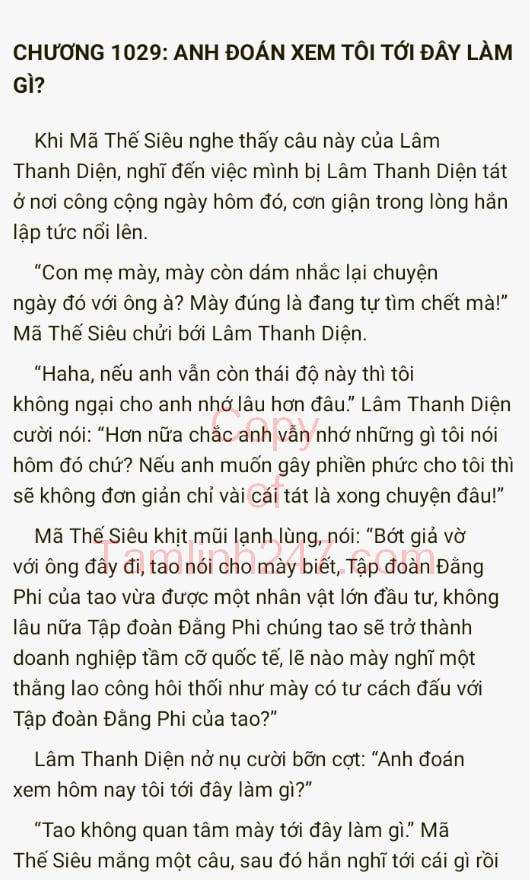 CHƯƠNG 1029: ANH ĐOÁN XEM TÔI TỚI ĐÂY LÀM
GÌ?
Khi Mã Thế Siêu nghe thấy câu này của Lâm
Thanh Diện, nghĩ đến việc mình bị Lâm Thanh Diện tát
ở nơi công cộng ngày hôm đó, cơn giận trong lòng hắn
lập tức nổi lên.
“Con mẹ mày, mày còn dám nhắc lại chuyện
ngày đó với ông à? Mày đúng là đang tự tìm chết mà!”
Mã Thế Siêu chửi bới Lâm Thanh Diện.
“Haha, nếu anh vẫn còn thái độ này thì tôi
không ngại cho anh nhớ lâu hơn đâu.” Lâm Thanh Diện
cười nói: “Hơn nữa chắc anh vẫn nhớ những gì tôi nói
hôm đó chứ? Nếu anh muốn gây phiền phức cho tôi thì
sẽ không đơn giản chỉ vài cái tát là xong chuyện đâu!”
Mã Thế Siêu khịt mũi lạnh lùng, nói: “Bớt giả vờ
với ông đây đi, tao nói cho mày biết, Tập đoàn Đằng
Phi của tao vừa được một nhân vật lớn đầu tư, không
lâu nữa Tập đoàn Đằng Phi chúng tao sẽ trở thành
doanh nghiệp tầm cỡ quốc tế, lẽ nào mày nghĩ một
thằng lao công hôi thối như mày có tư cách đấu với
Tập đoàn Đằng Phi của tao?”
Lâm Thanh Diện nở nụ cười bỡn cợt: “Anh đoán
xem hôm nay tôi tới đây làm gì?”
“Tao không quan tâm mày tới đây làm gì.” Mã
Thế Siêu mắng một câu, sau đó hắn nghĩ tới cái gì rồi
Copy
of
Tamlinh247.com